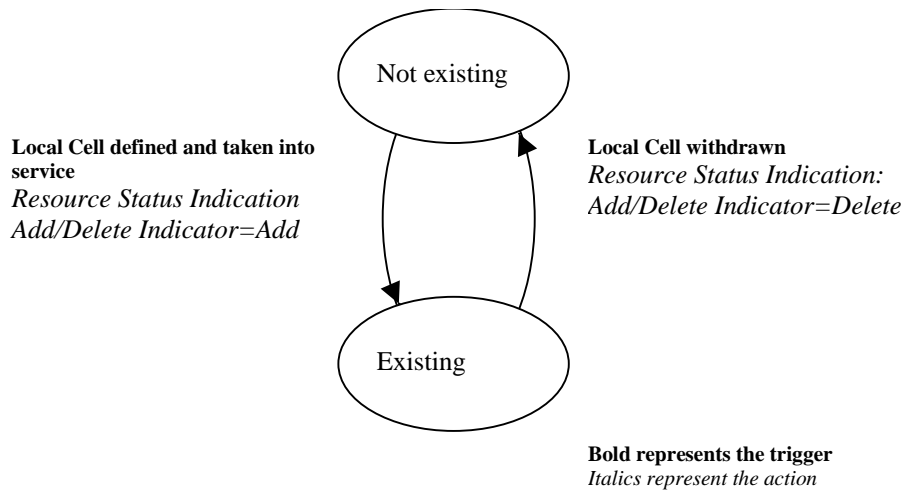 Not existing
Local Cell defined and taken into
service
Resource Status Indication
Add/Delete Indicator=Add
Local Cell withdrawn
Resource Status Indication:
Add/Delete Indicator=Delete
Existing
Bold represents the trigger
Italics represent the action